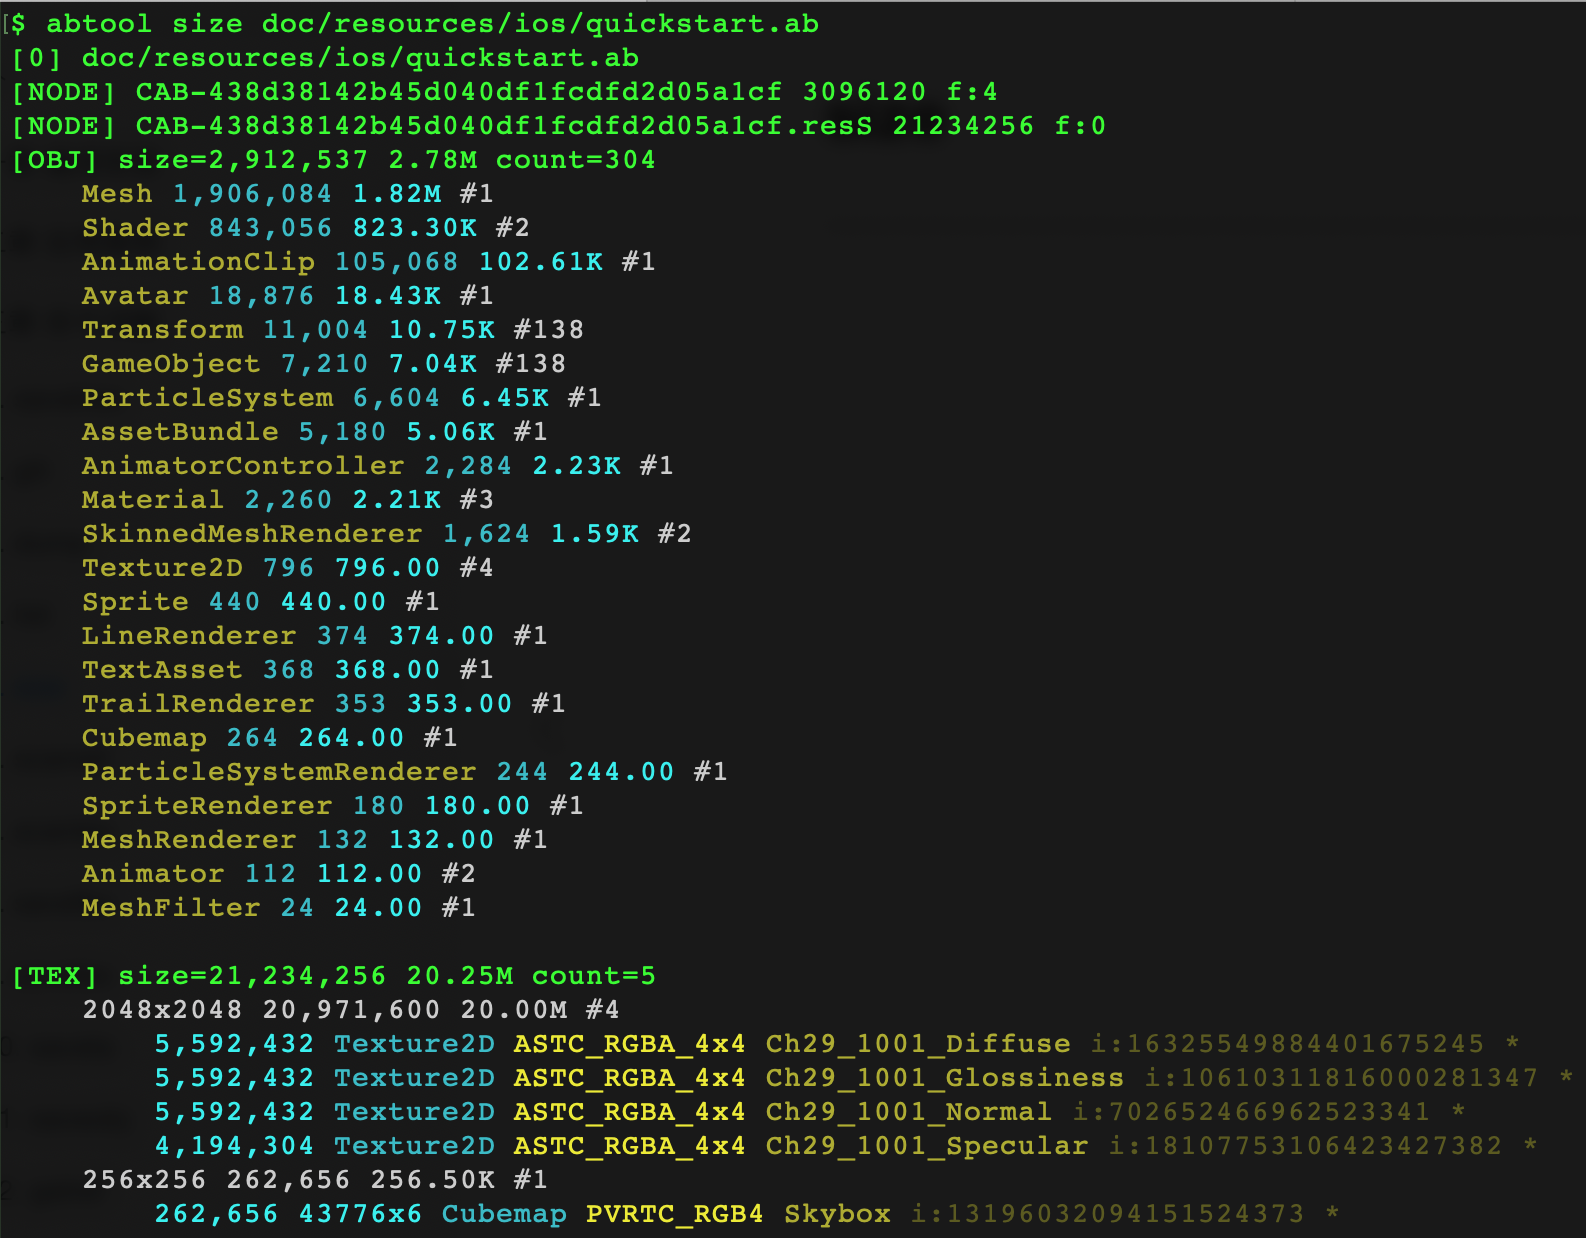 [$ abtool size doc/resources/ios/quickstart.ab
[0] doc/resources/ios/quickstart.ab
[NODE] CAB-438d38142b45d040df1fcdfd2d05a1cf 3096120 f:4
[NODE] CAB-438d38142b45d040df1fcdfd2d05a1cf.resS 21234256 f:0
[OBJ] size=2,912,537 2.78M count=304
Mesh 1,906,084 1.82M #1
Shader 843,056 823.30K #2
AnimationClip 105,068 102.61K #1
Avatar 18,876 18.43K #1
Transform 11,004 10.75K #138
GameObject 7,210 7.04K #138
ParticleSystem 6,604 6.45K #1
AssetBundle 5,180 5.06K #1
AnimatorController 2,284 2.23K #1
Material 2,260 2.21K #3
SkinnedMeshRenderer 1,624 1.59K #2
Texture2D 796 796.00 #4
Sprite 440 440.00 #1
LineRenderer 374 374.00 #1
TextAsset 368 368.00 #1
TrailRenderer 353 353.00 #1
Cubemap 264 264.00 #1
ParticleSystemRenderer 244 244.00 #1
SpriteRenderer 180 180.00 #1
MeshRenderer 132 132.00 #1
Animator 112 112.00 #2
MeshFilter 24 24.00 #1
[TEX] size=21,234,256 20.25M count=5
2048x2048 20,971,600 20.00M #4
5,592,432 Texture2D ASTC_RGBA_4x4 Ch29_1001_Diffuse i:16325549884401675245 *
5,592,432 Texture2D ASTC_RGBA_4x4 Ch29_1001_Glossiness i:10610311816000281347 *
5,592,432 Texture2D ASTC_RGBA_4x4 Ch29_1001_Normal i:702652466962523341 *
4,194,304 Texture2D ASTC_RGBA_4x4 Ch29_1001_Specular i:18107753106423427382 *
256x256 262,656 256.50K #1
262,656 43776x6 Cubemap PVRTC_RGB4 Skybox i:13196032094151524373 *